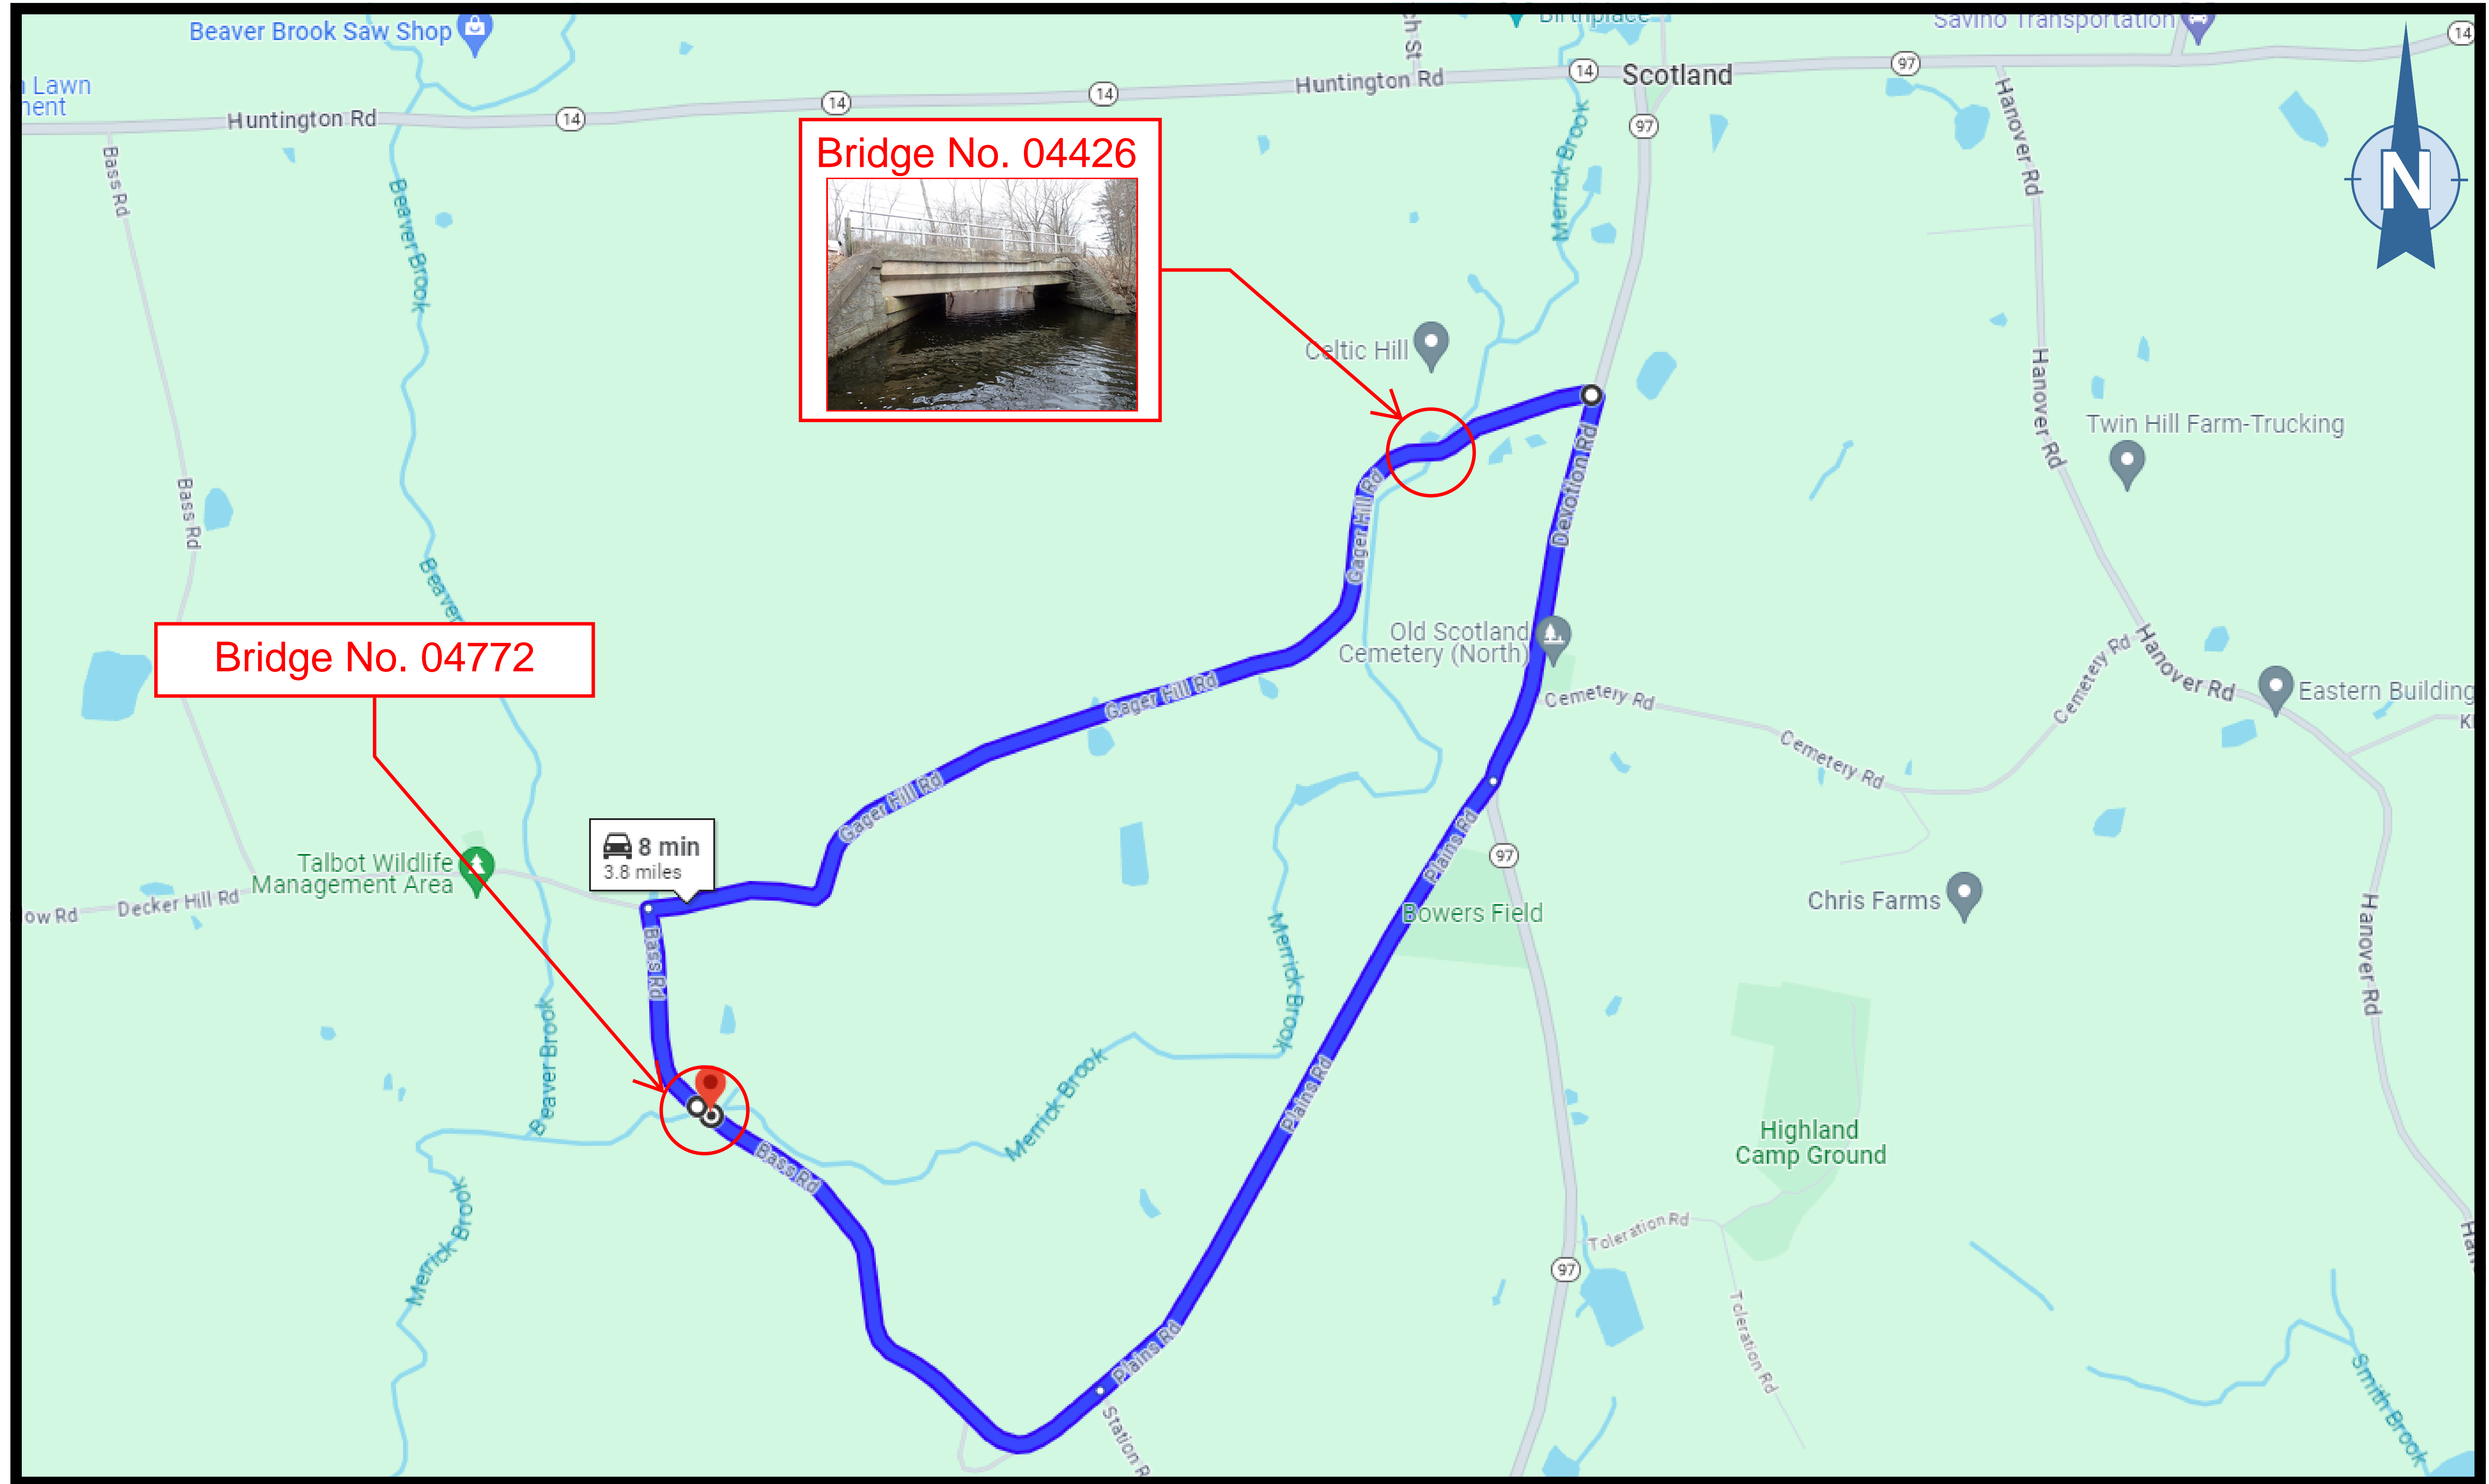 Birthplace
Savino Transportation
14
Beaver Brook Saw Shop
ch St
97
Scotland
14
Huntington Rd
Lawn
nent
14
14
14
Huntington Rd
97
Hanover Rd
Bass Rd
Merrick Brook
Bridge No. 04426
N
Beaver Brook
Celtic Hill
Hanover Rd
Twin Hill Farm-Trucking
Devotion Rd
Bass Rd
Gager Hill Rd
Beaver
Old Scotland
Cemetery (North)
Bridge No. 04772
Cemetery Rd
Hanover Rd
Cemetery Rd
Eastern Building
Kl
Gager Hill Rd
Cemetery Rd
Gager Hill Rd
Plains Rd
8 min
3.8 miles
97
Talbot Wildlife
Management Area
Decker Hill Rd
ow Rd
Bowers Field
Chris Farms
Bass Rd
Merrick Brook
Hanover Rd
Beaver Brook
Merrick Brook
Plains Rd
Highland
Camp Ground
Bass Rd
Merrick Brook
Toleration Rd
97
Toleration Rd
Plains Rd
Station R
Smith Brook